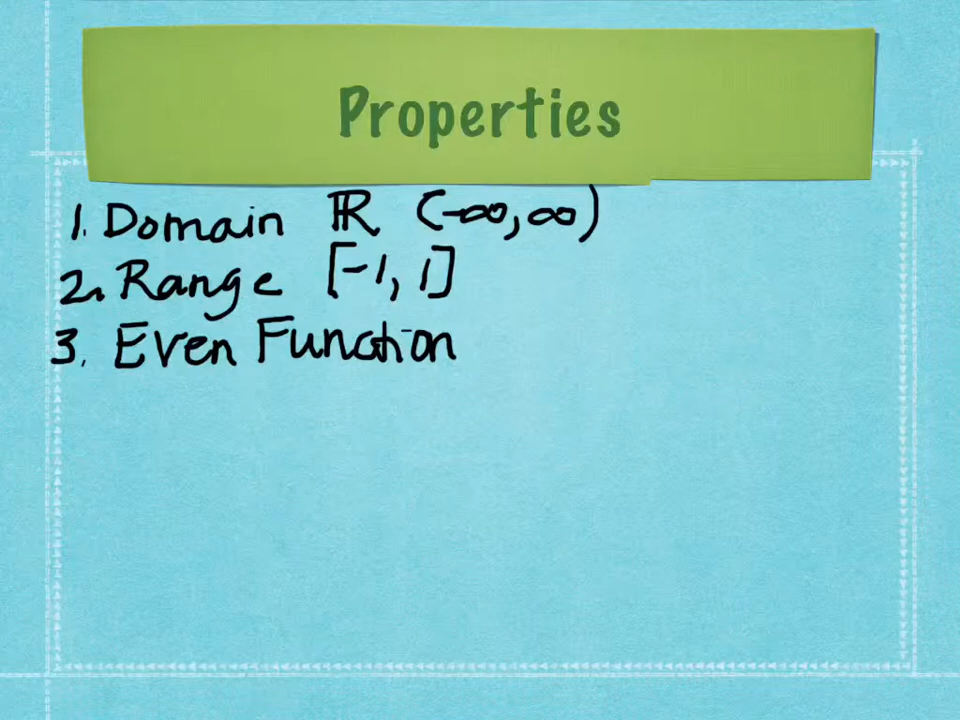 Properties
1. Domain ℝ (-∞,∞)
2. Range [-1, 1]
3. Even Function